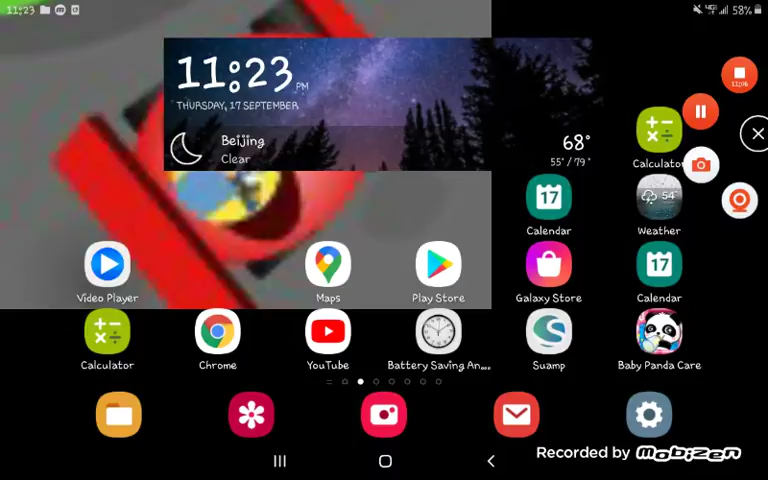 11:23
58%
11:23 PM
THURSDAY, 17 SEPTEMBER
Beijing
Clear
68°
55° / 79°
Calculator
17
Calendar
54°
Weather
Video Player
Maps
Play Store
Galaxy Store
17
Calendar
Calculator
Chrome
YouTube
Battery Saving An...
Suamp
Baby Panda Care
Recorded by Mobizen